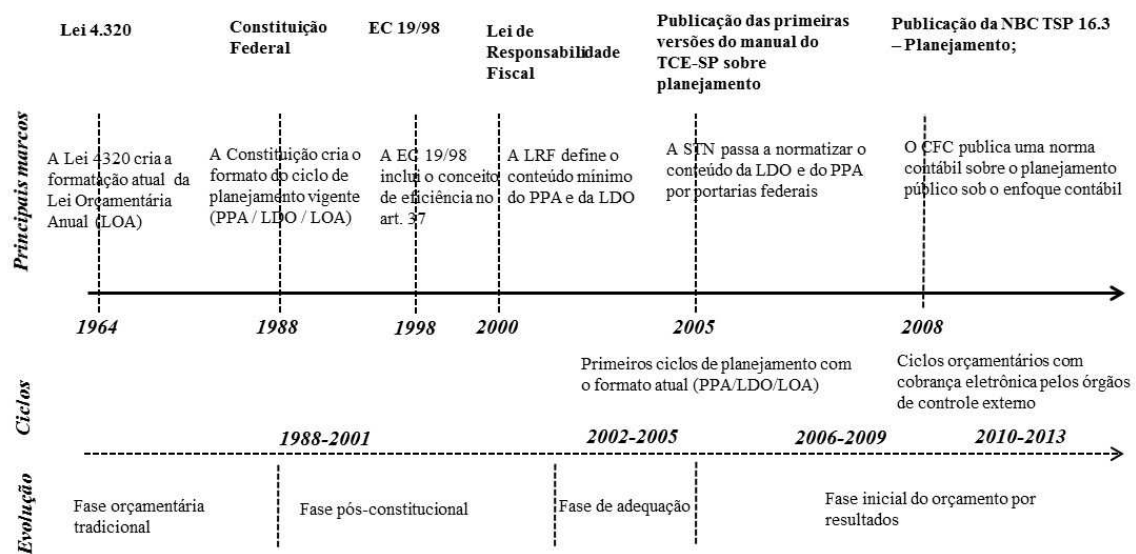 Lei 4.320
Constituição
Federal
EC 19/98
Lei de
Responsabilidade
Fiscal
Publicação das primeiras
versões do manual do
TCE-SP sobre
planejamento
Publicação da NBC TSP 16.3
– Planejamento;
Principais marcos
A Lei 4320 cria a
formatação atual da
Lei Orçamentária
Anual (LOA)
A Constituição cria o
formato do ciclo de
planejamento vigente
(PPA / LDO / LOA)
A EC 19/98
inclui o conceito
de eficiência no
art. 37
A LRF define o
conteúdo mínimo
do PPA e da LDO
A STN passa a normatizar o
conteúdo da LDO e do PPA
por portarias federais
O CFC publica uma norma
contábil sobre o planejamento
público sob o enfoque contábil
1964
1988
1998
2000
2005
2008
Ciclos
Primeiros ciclos de planejamento com
o formato atual (PPA/LDO/LOA)
Ciclos orçamentários com
cobrança eletrônica pelos órgãos
de controle externo
1988-2001
2002-2005
2006-2009
2010-2013
Evolução
Fase orçamentária
tradicional
Fase pós-constitucional
Fase de adequação
Fase inicial do orçamento por
resultados